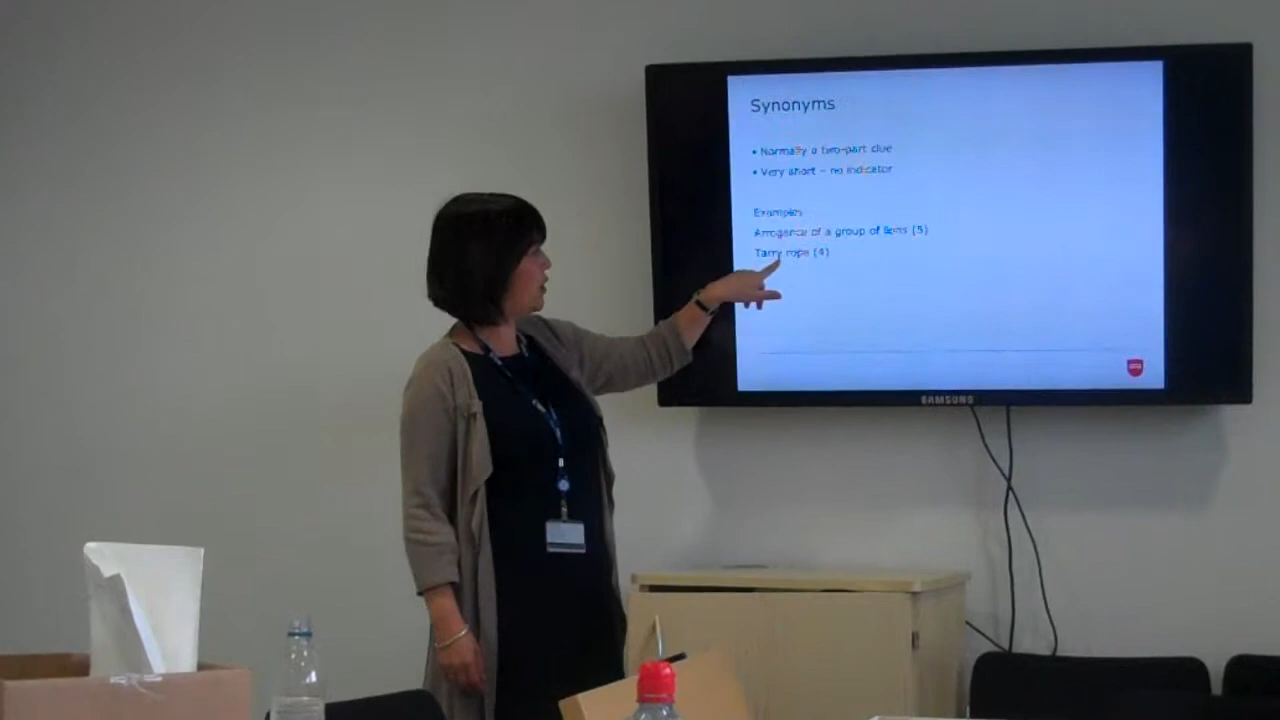 Synonyms
• Normally a two-part clue
• Very short – no indicator
Examples
Arrogance of a group of lions (5)
Tarry rope (4)
SAMSUNG